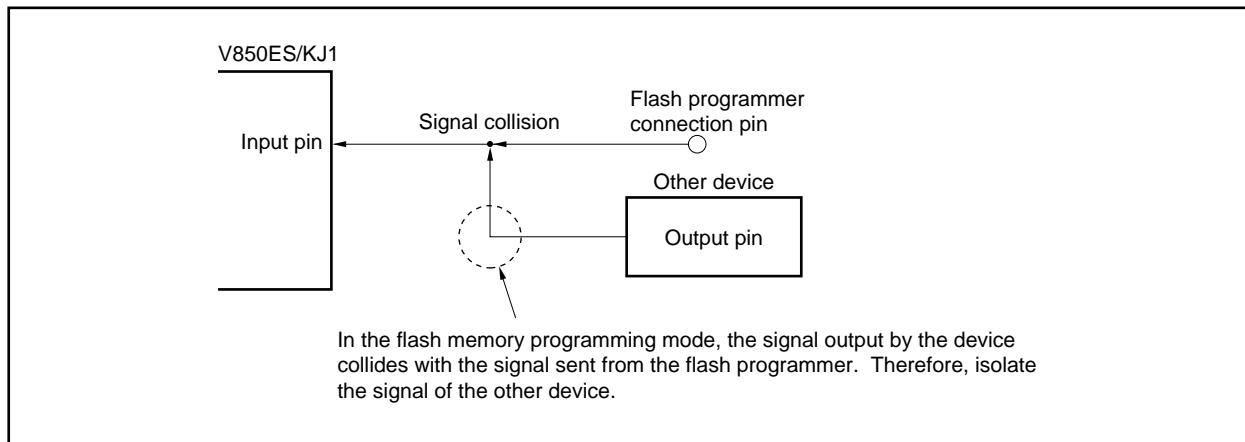 V850ES/KJ1
Input pin
Signal collision
Flash programmer
connection pin
Other device
Output pin
In the flash memory programming mode, the signal output by the device
collides with the signal sent from the flash programmer.  Therefore, isolate
the signal of the other device.